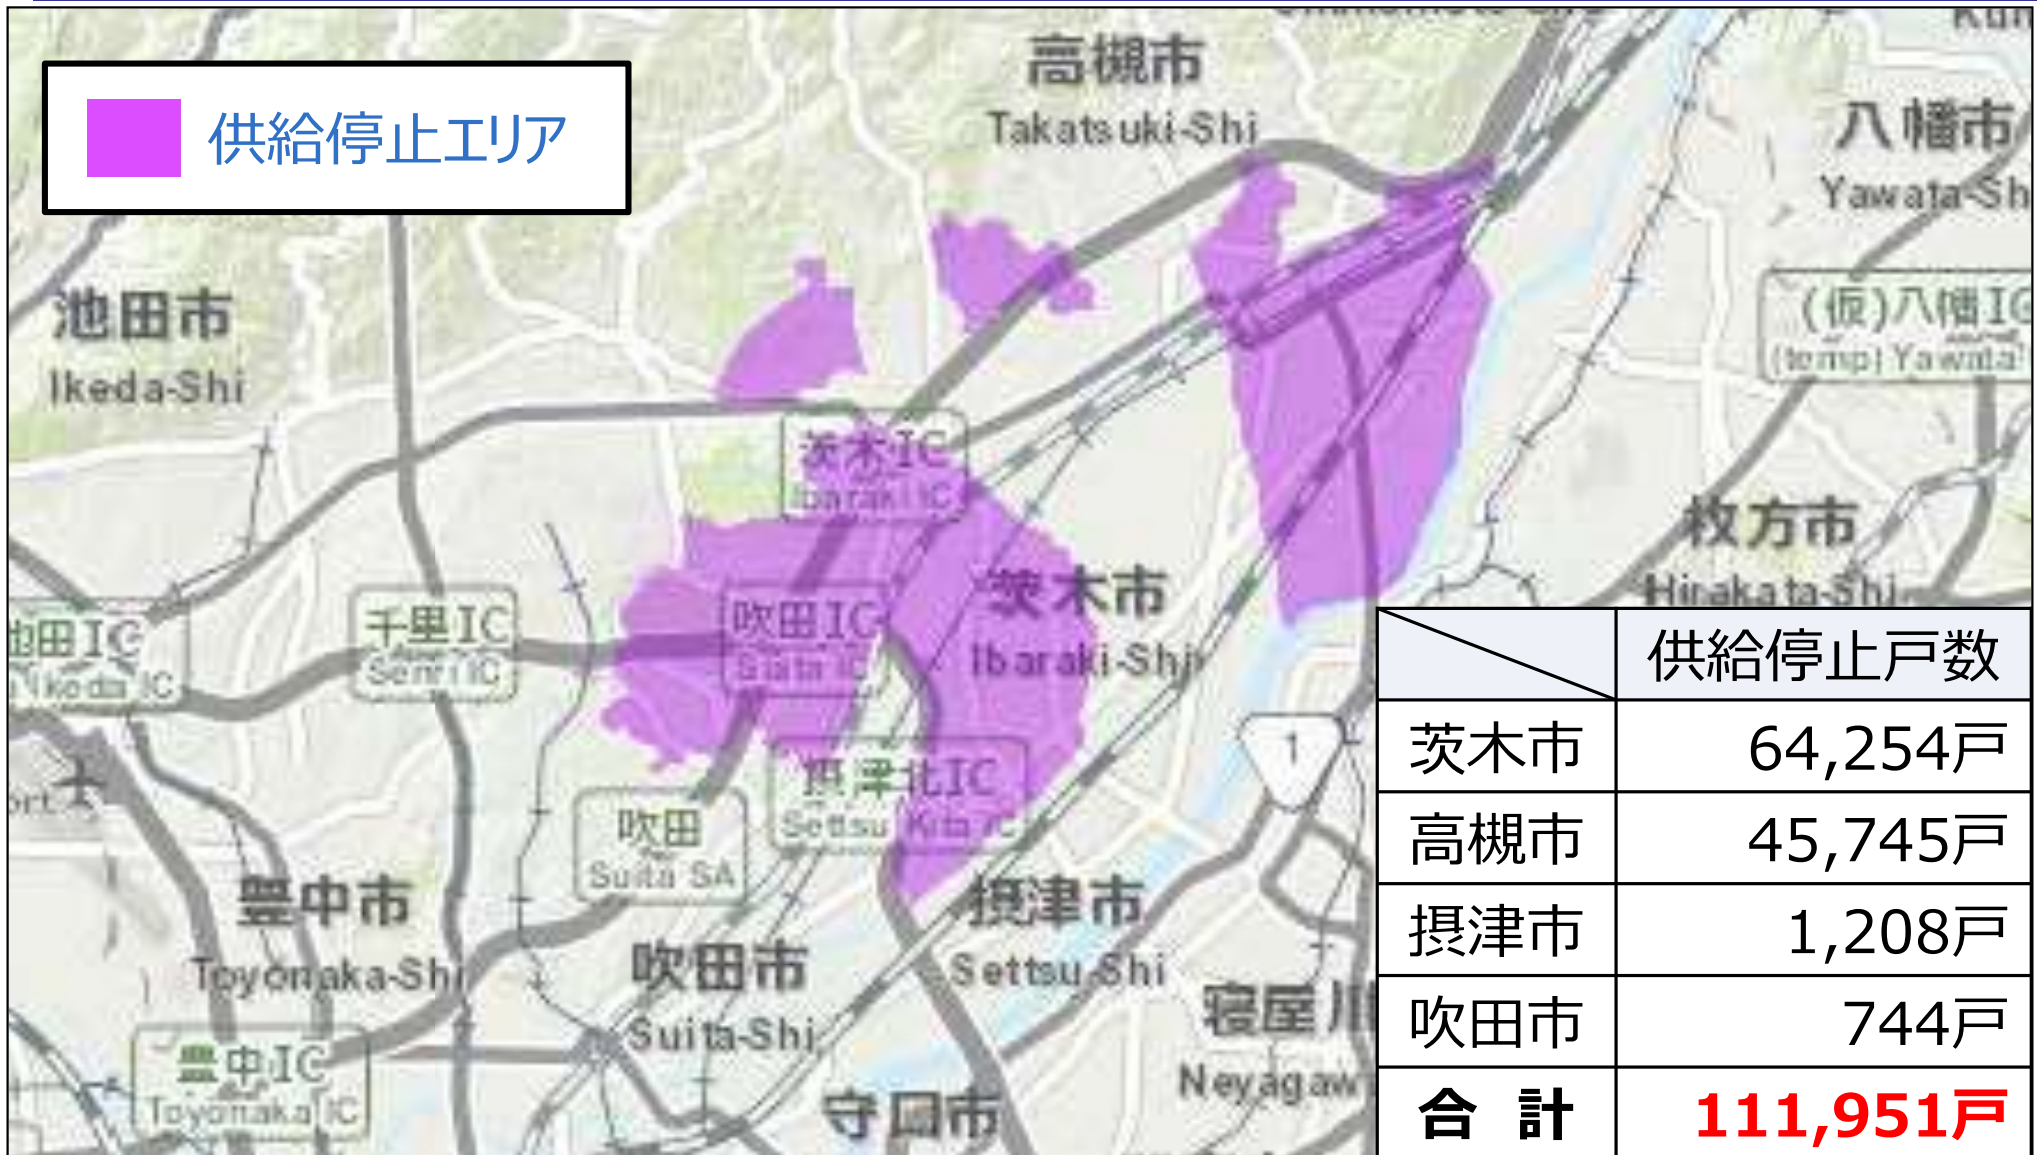 供給停止エリア
高槻市
Takatsuki-Shi
八幡市
Yawata-Sh
池田市
Ikeda-Shi
(仮)八幡IC
(temp) Yawata
茨木IC
Ibaraki IC
枚方市
Hirakata-Shi
茨木市
Ibaraki-Shi
池田IC
Ikeda IC
千里IC
Senri IC
吹田IC
Siata IC
摂津北IC
Settsu Kita IC
1
吹田
Suita SA
豊中市
Toyonaka-Shi
吹田市
Suita-Shi
摂津市
Settsu-Shi
寝屋川
Neyagaw
豊中IC
Toyonaka IC
守口市
供給停止戸数
茨木市 64,254戸
高槻市 45,745戸
摂津市 1,208戸
吹田市 744戸
合 計 111,951戸